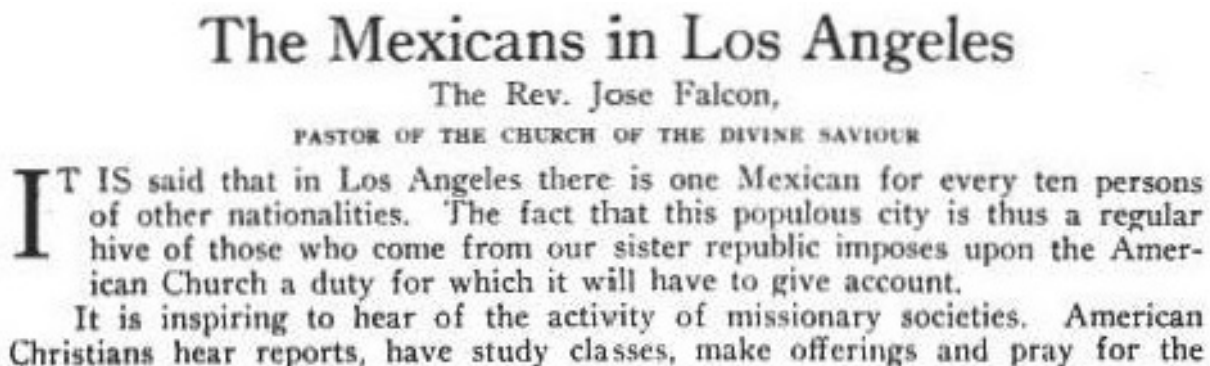 The Mexicans in Los Angeles
The Rev. Jose Falcon,
PASTOR OF THE CHURCH OF THE DIVINE SAVIOUR
IT IS said that in Los Angeles there is one Mexican for every ten persons
of other nationalities. The fact that this populous city is thus a regular
hive of those who come from our sister republic imposes upon the Amer-
ican Church a duty for which it will have to give account.
It is inspiring to hear of the activity of missionary societies. American
Christians hear reports, have study classes, make offerings and pray for the